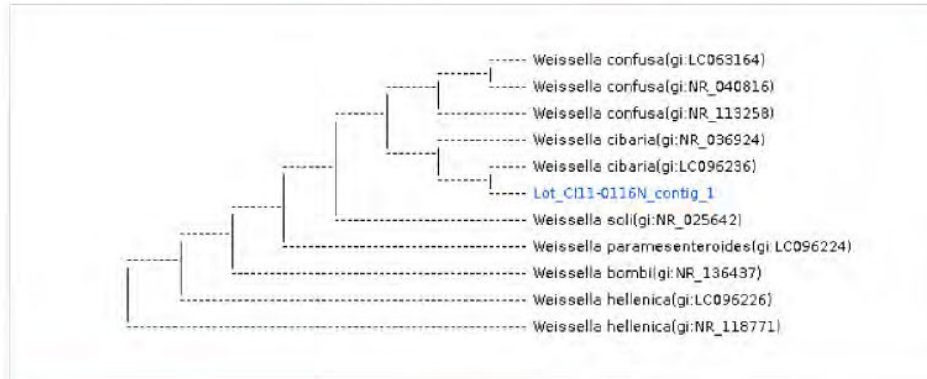 Weissella confusa(gi:LC063164)
Weissella confusa(gi:NR_040816)
Weissella confusa(gi:NR_113258)
Weissella cibaria(gi:NR_036924)
Weissella cibaria(gi:LC096236)
Lot_CI11-0116N_contig_1
Weissella soli(gi:NR_025642)
Weissella paramesenteroides(gi:LC096224)
Weissella bombi(gi:NR_136437)
Weissella hellenica(gi:LC096226)
Weissella hellenica(gi:NR_118771)